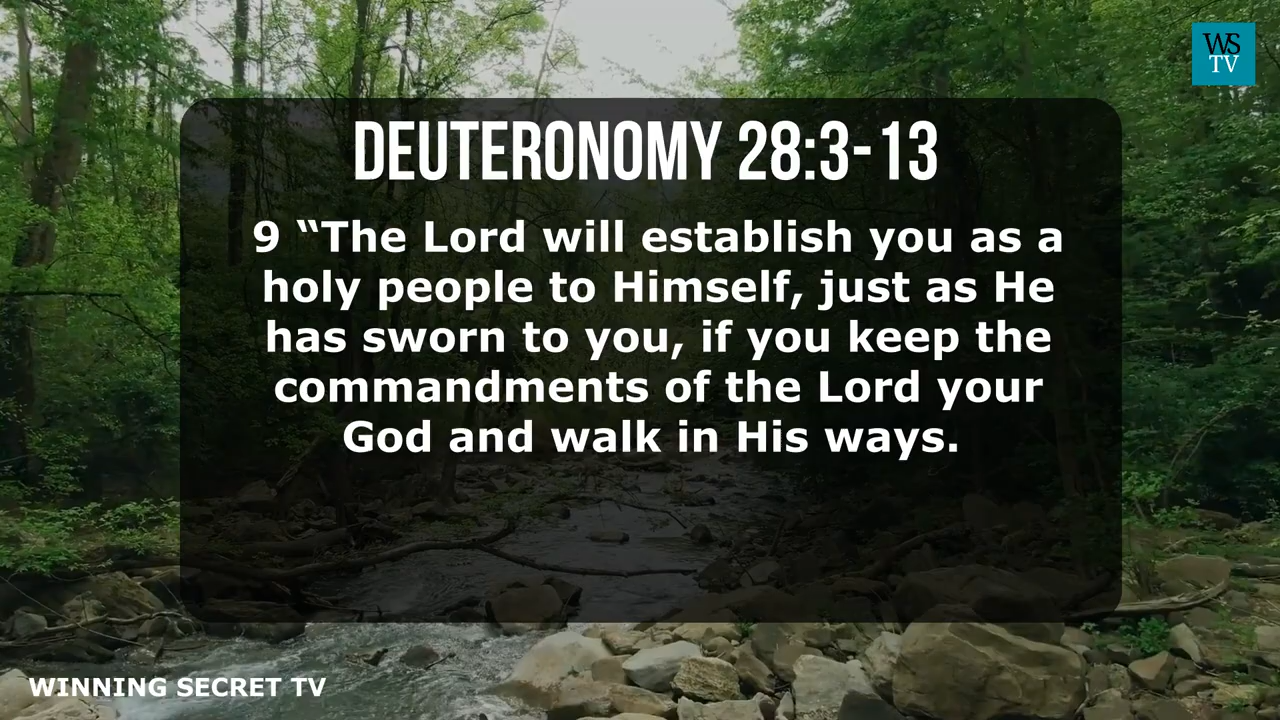 WS
TV
DEUTERONOMY 28:3-13
9 “The Lord will establish you as a
holy people to Himself, just as He
has sworn to you, if you keep the
commandments of the Lord your
God and walk in His ways.
WINNING SECRET TV